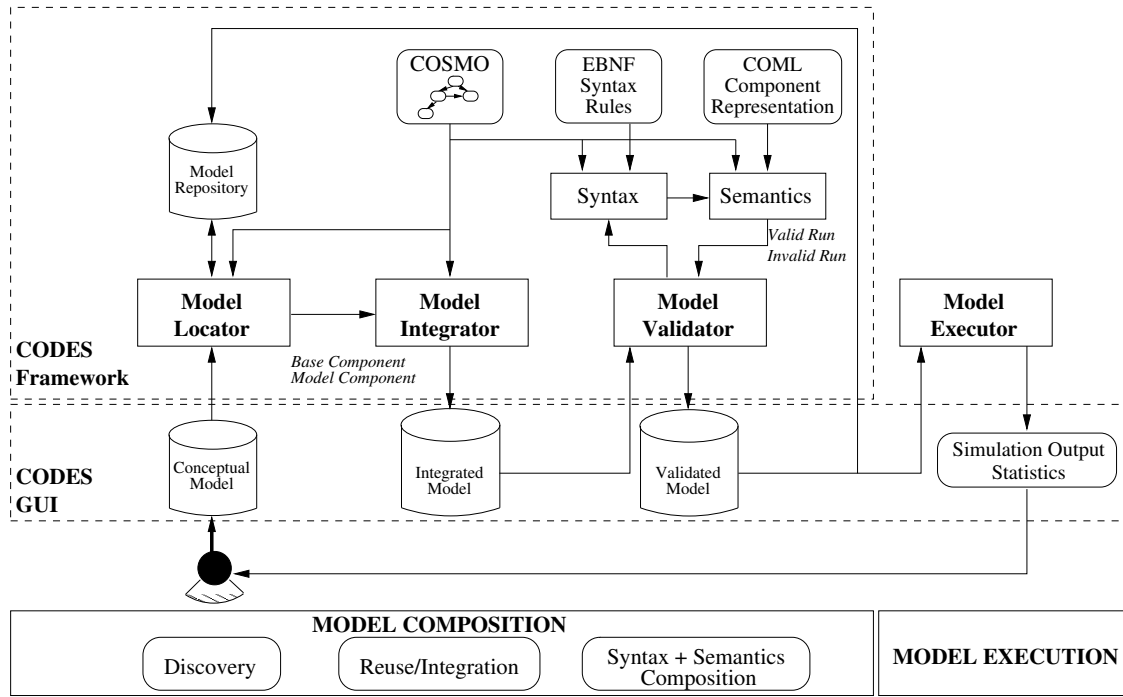 COSMO
EBNF
Syntax
Rules
COML
Component
Representation
Model
Repository
Syntax
Semantics
Valid Run
Invalid Run
Model
Locator
Model
Integrator
Model
Validator
Model
Executor
Base Component
Model Component
CODES
Framework
Conceptual
Model
Integrated
Model
Validated
Model
Simulation Output
Statistics
CODES
GUI
MODEL COMPOSITION
Discovery
Reuse/Integration
Syntax + Semantics
Composition
MODEL EXECUTION